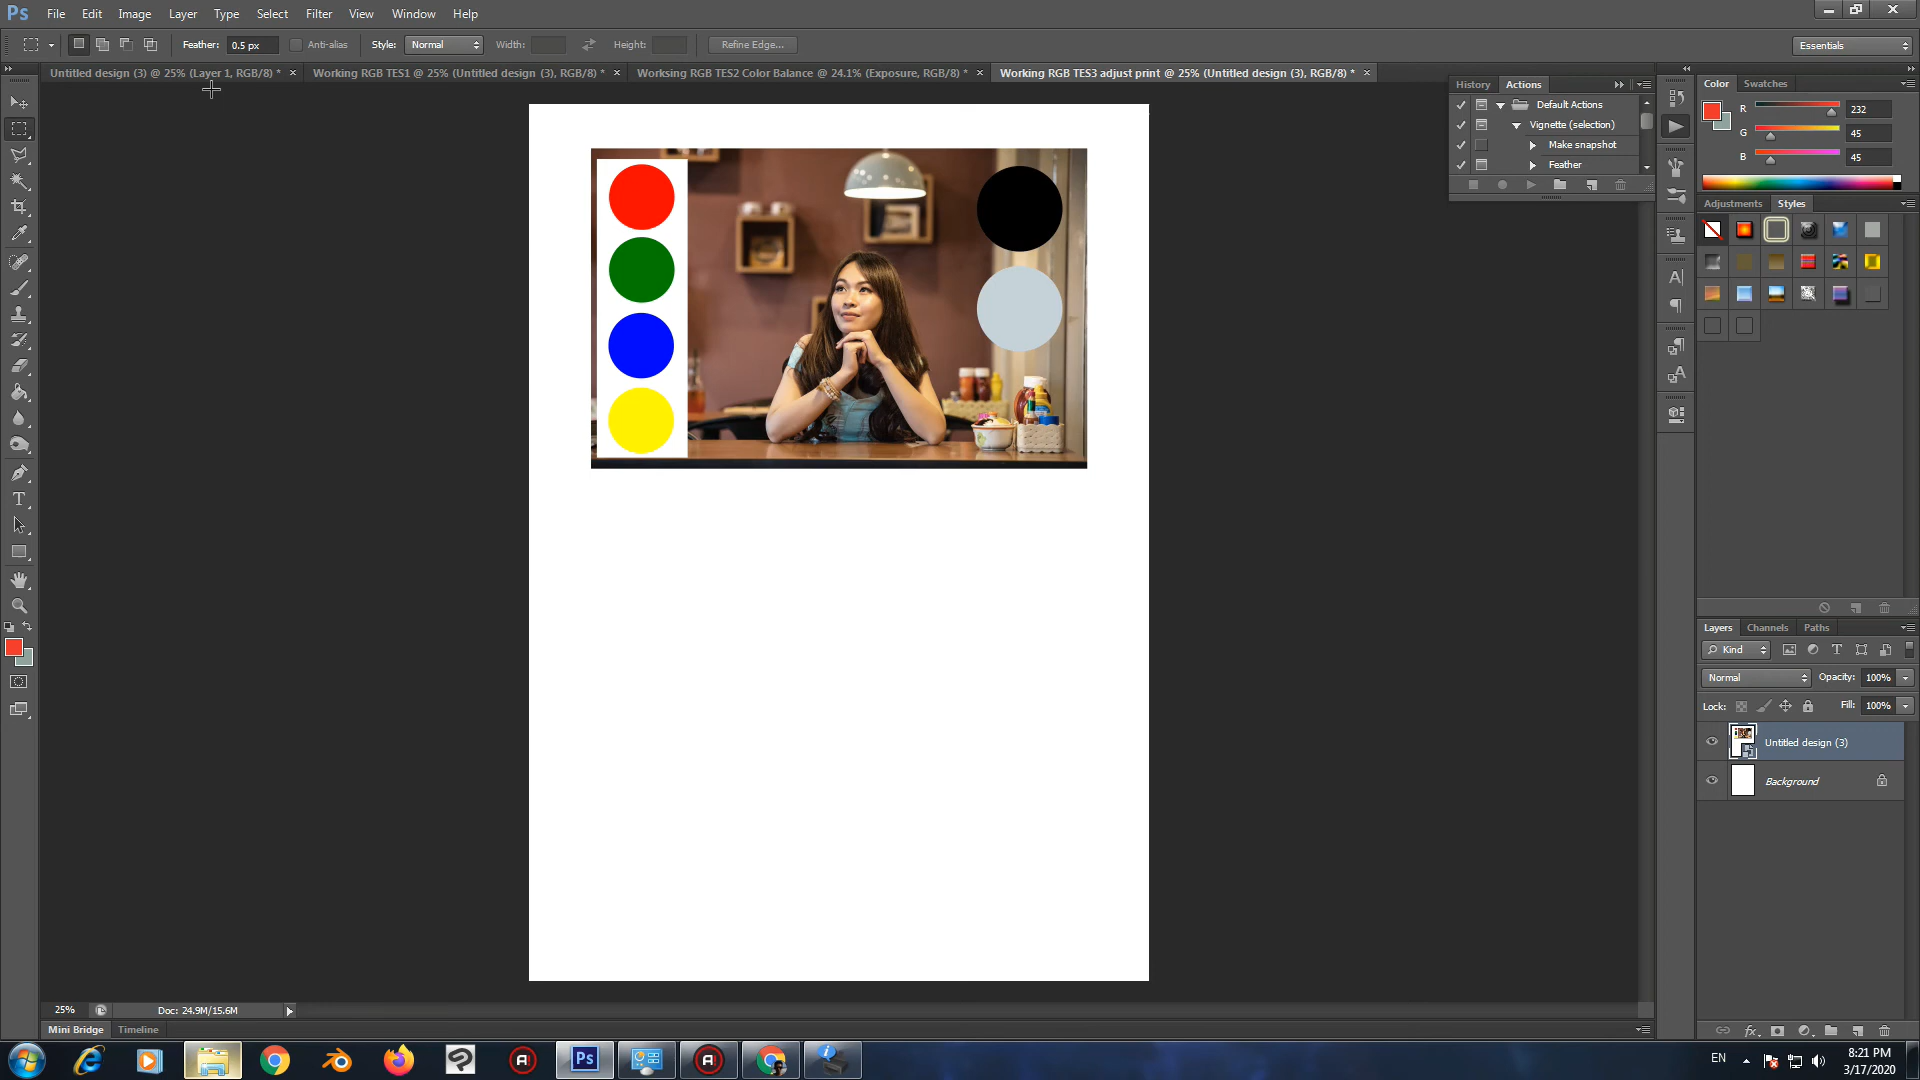 Ps File Edit Image Layer Type Select Filter View Window Help
Feather: 0.5 px Anti-alias Style: Normal Width: Height: Refine Edge... Essentials
Untitled design (3) @ 25% (Layer 1, RGB/8) * × Working RGB TES1 @ 25% (Untitled design (3), RGB/8) * × Worksing RGB TES2 Color Balance @ 24.1% (Exposure, RGB/8) * × Working RGB TES3 adjust print @ 25% (Untitled design (3), RGB/8) * ×
History Actions
Default Actions
Vignette (selection)
Make snapshot
Feather
Color Swatches
R 232
G 45
B 45
Adjustments Styles
Layers Channels Paths
Kind
Normal Opacity: 100%
Lock: Fill: 100%
Untitled design (3)
Background
25% Doc: 24.9M/15.6M
Mini Bridge Timeline
EN 8:21 PM
3/17/2020